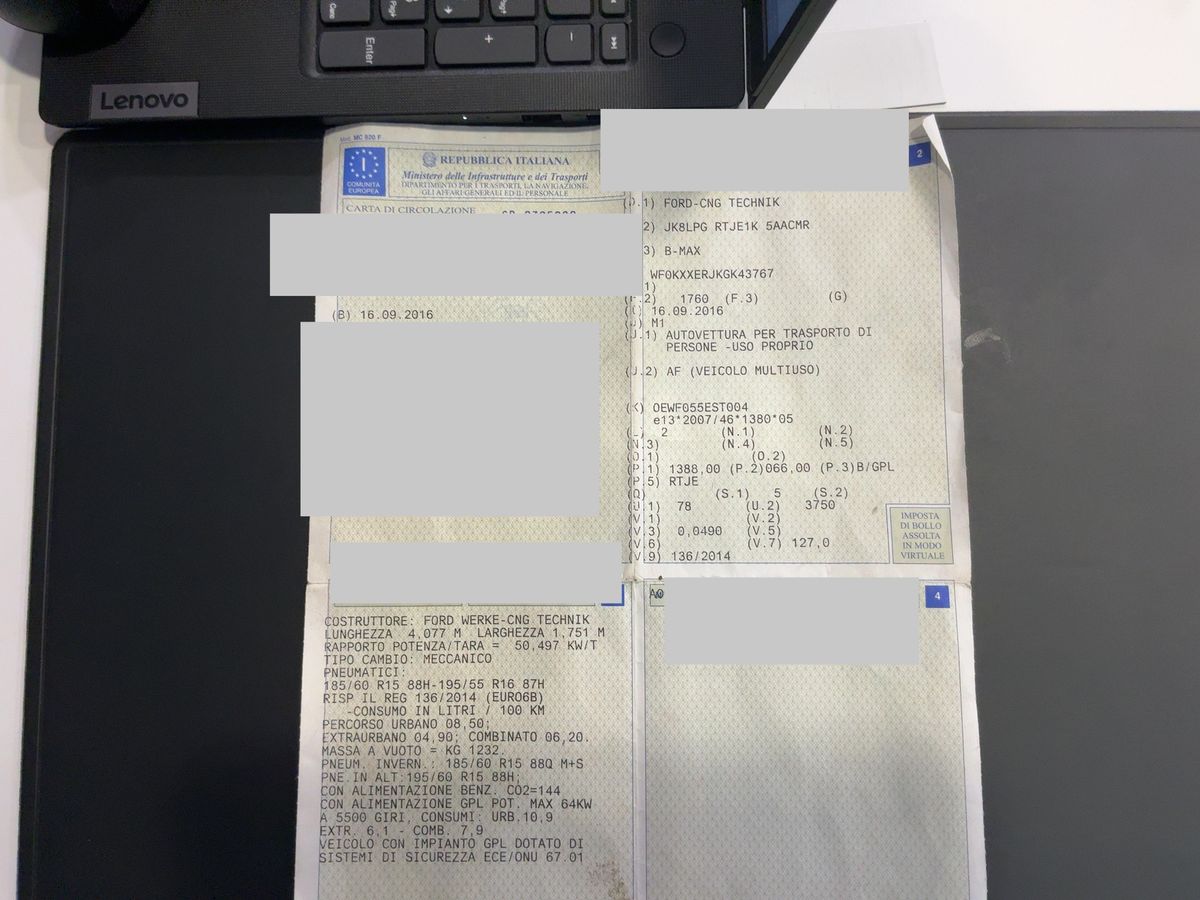 Enter
+
-
Lenovo
Mod. MC 820 F
I
COMUNITÀ
EUROPEA
REPUBBLICA ITALIANA
Ministero delle Infrastrutture e dei Trasporti
DIPARTIMENTO PER I TRASPORTI, LA NAVIGAZIONE,
GLI AFFARI GENERALI ED IL PERSONALE
CARTA DI CIRCOLAZIONE
(B) 16.09.2016
2
(D.1) FORD-CNG TECHNIK
2) JK8LPG RTJE1K 5AACMR
3) B-MAX
WF0KXXERJKGK43767
1)
(F.2) 1760 (F.3) (G)
(I) 16.09.2016
(J) M1
(J.1) AUTOVETTURA PER TRASPORTO DI
PERSONE -USO PROPRIO
(J.2) AF (VEICOLO MULTIUSO)
(K) OEWF055EST004
e13*2007/46*1380*05
(L) 2 (N.1) (N.2)
(N.3) (N.4) (N.5)
(O.1) (O.2)
(P.1) 1388,00 (P.2)066,00 (P.3)B/GPL
(P.5) RTJE
(Q) (S.1) 5 (S.2)
(U.1) 78 (U.2) 3750
(V.1) (V.2)
(V.3) 0,0490 (V.5)
(V.6) (V.7) 127,0
(V.9) 136/2014
IMPOSTA
DI BOLLO
ASSOLTA
IN MODO
VIRTUALE
COSTRUTTORE: FORD WERKE-CNG TECHNIK
LUNGHEZZA 4,077 M LARGHEZZA 1,751 M
RAPPORTO POTENZA/TARA = 50,497 KW/T
TIPO CAMBIO: MECCANICO
PNEUMATICI:
185/60 R15 88H-195/55 R16 87H
RISP IL REG 136/2014 (EURO6B)
-CONSUMO IN LITRI / 100 KM
PERCORSO URBANO 08,50;
EXTRAURBANO 04,90; COMBINATO 06,20.
MASSA A VUOTO = KG 1232.
PNEUM. INVERN.: 185/60 R15 88Q M+S
PNE.IN ALT:195/60 R15 88H;
CON ALIMENTAZIONE BENZ. CO2=144
CON ALIMENTAZIONE GPL POT. MAX 64KW
A 5500 GIRI, CONSUMI: URB.10,9
EXTR. 6,1 - COMB. 7,9
VEICOLO CON IMPIANTO GPL DOTATO DI
SISTEMI DI SICUREZZA ECE/ONU 67.01
4